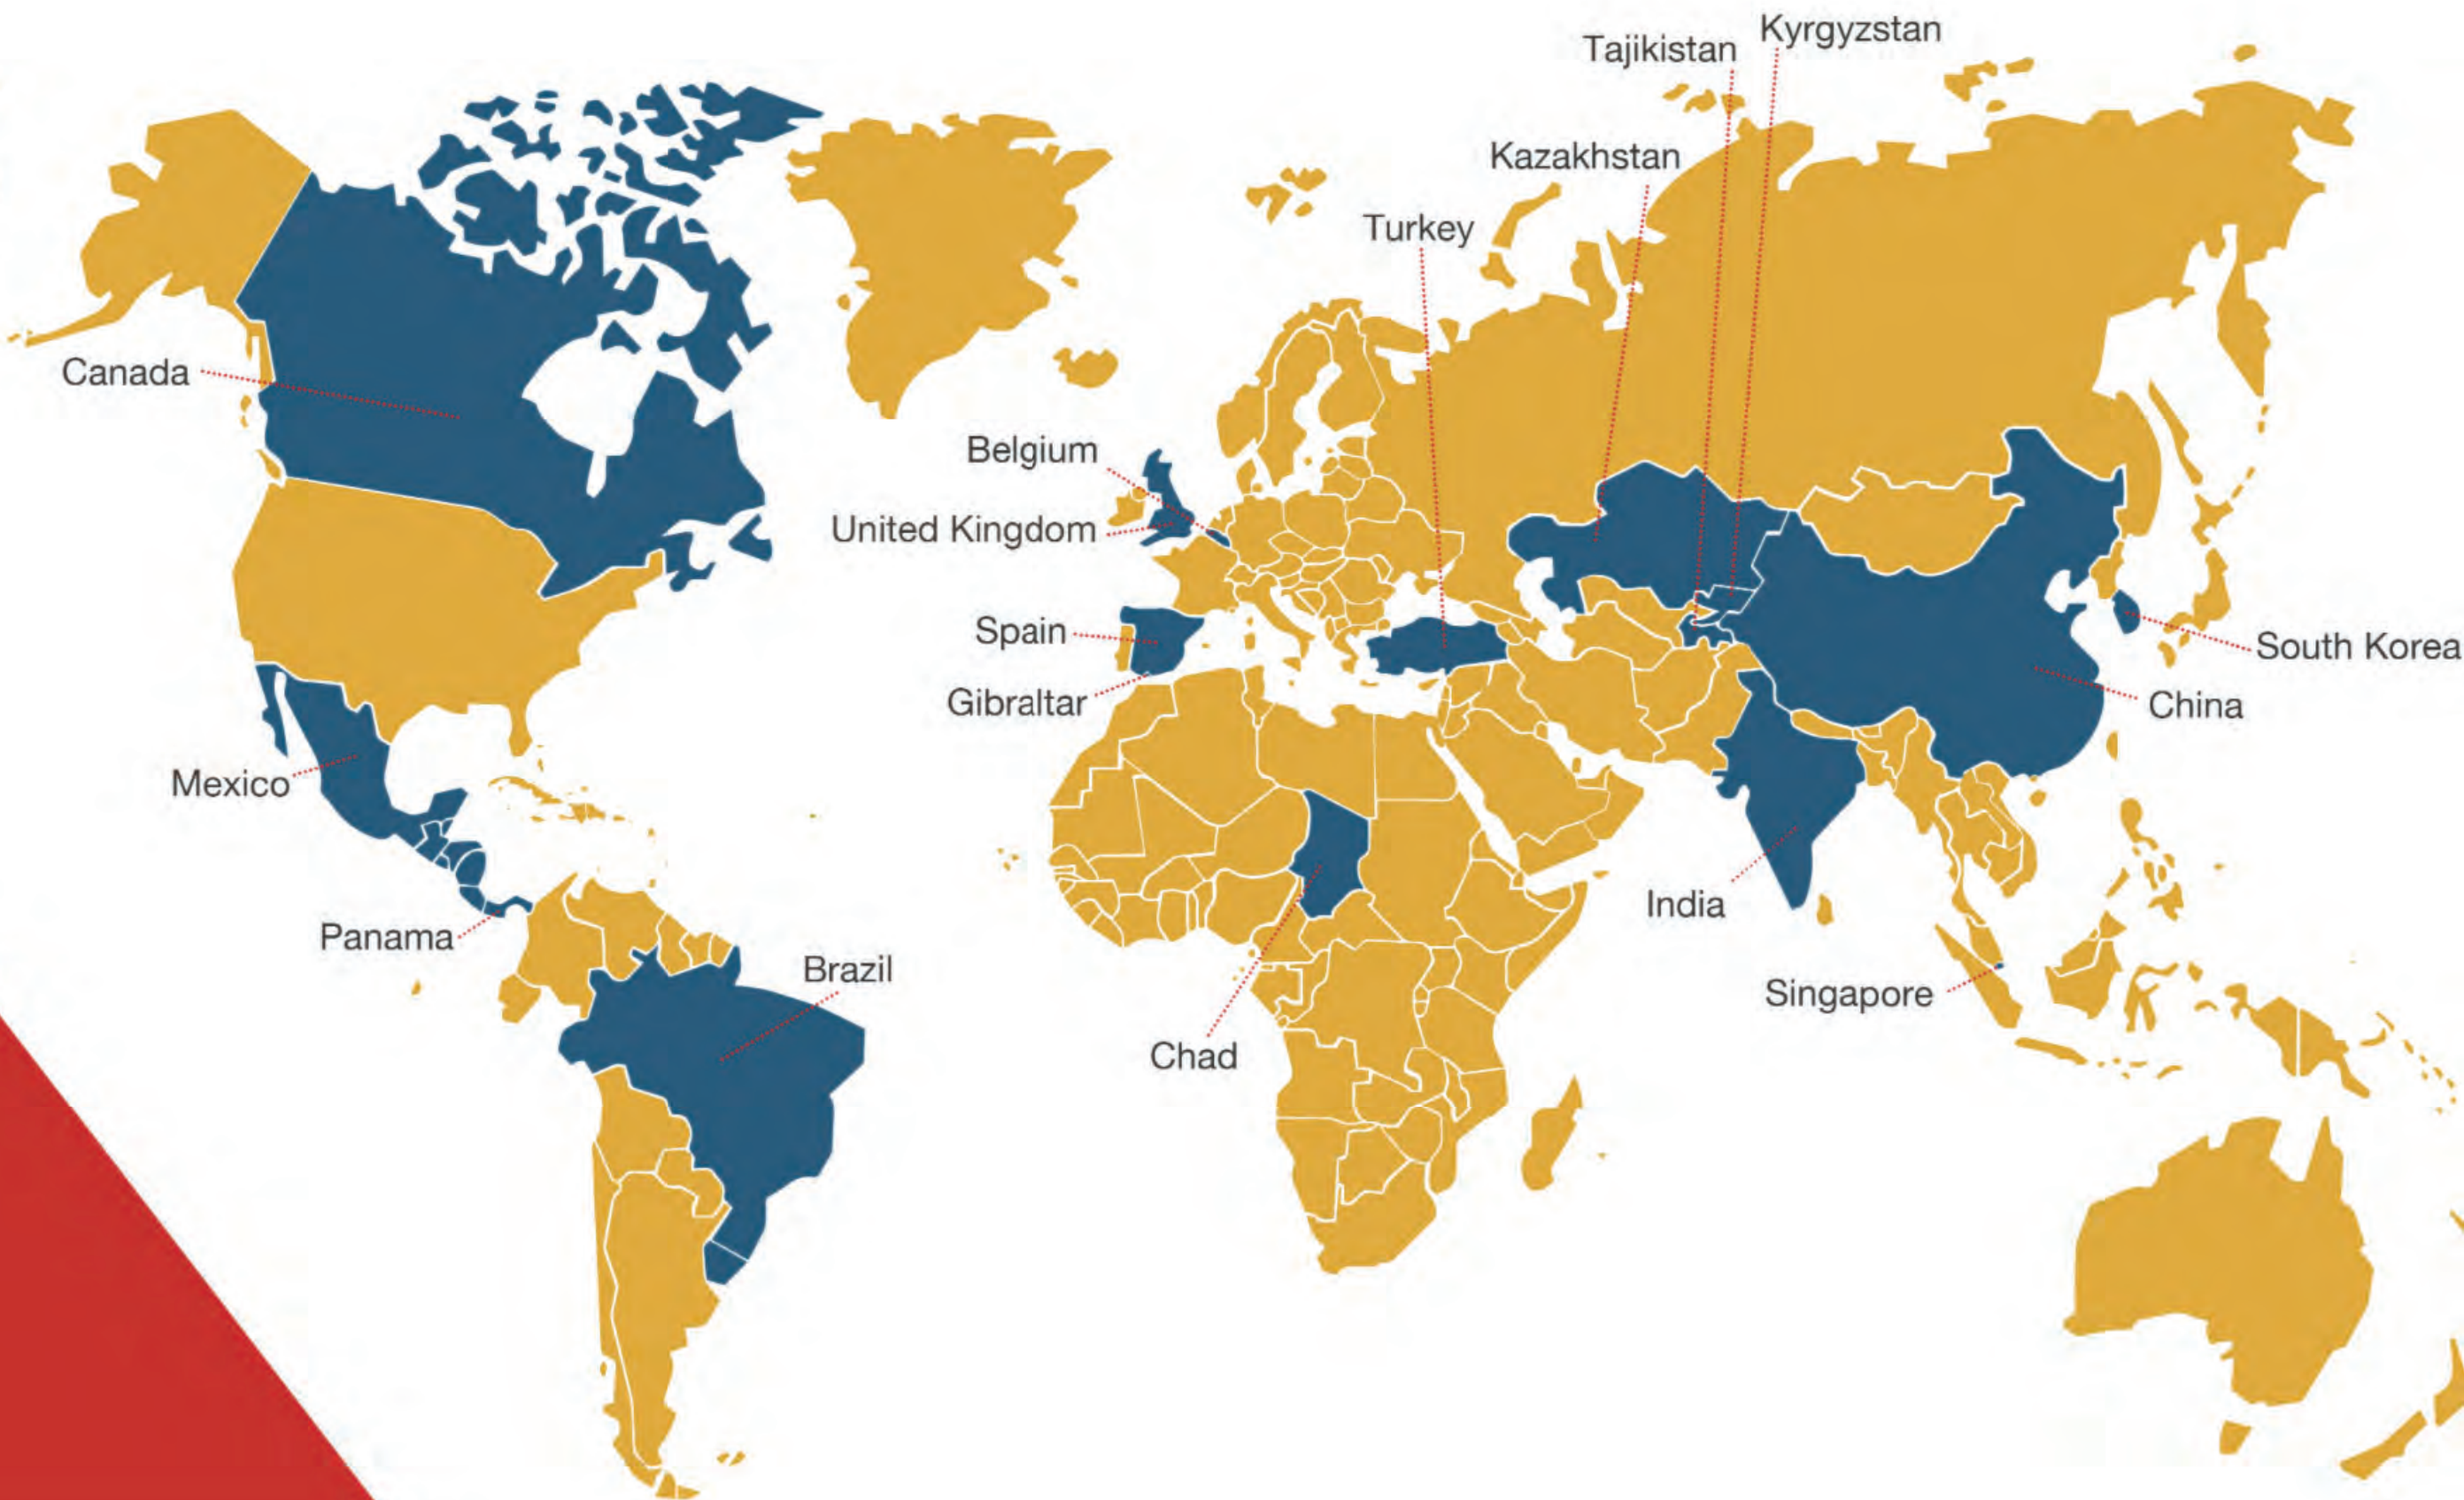 Kyrgyzstan
Tajikistan
Kazakhstan
Turkey
Canada
Belgium
United Kingdom
Spain
South Korea
Gibraltar
China
Mexico
India
Panama
Brazil
Singapore
Chad